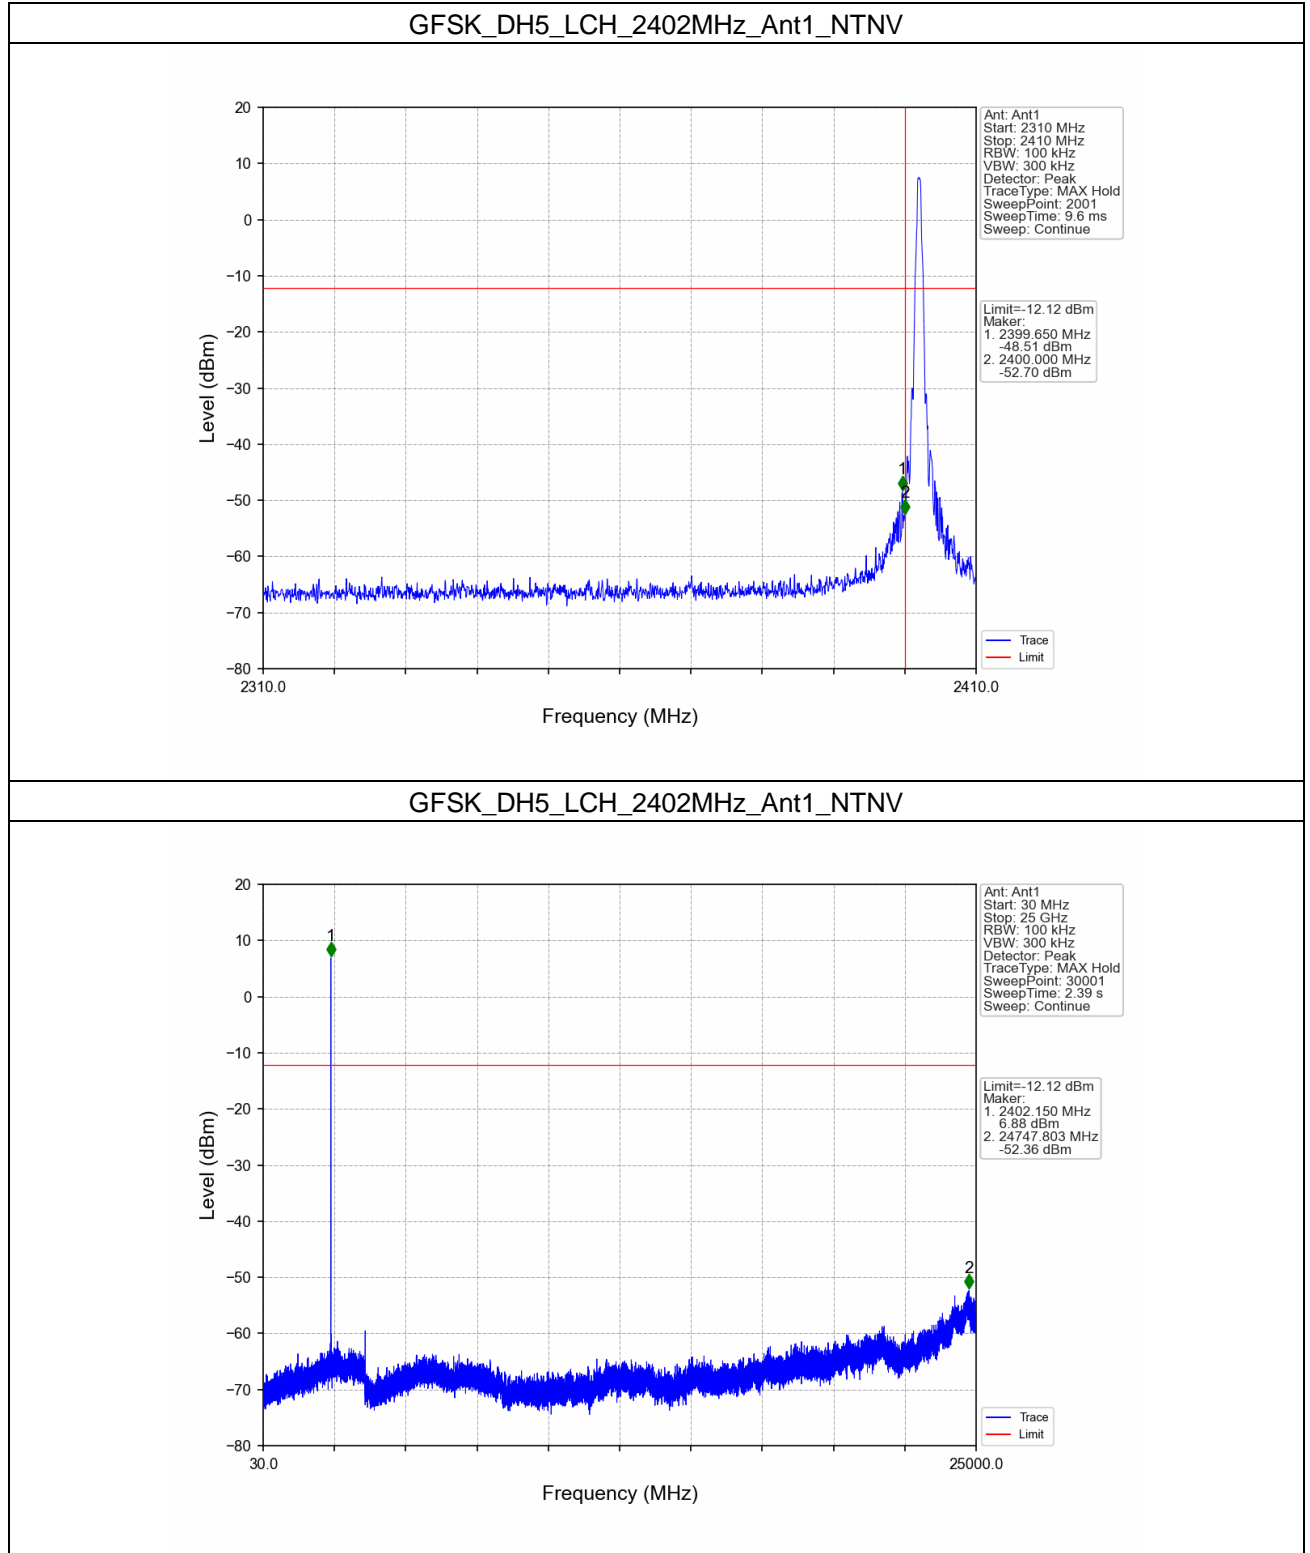 GFSK_DH5_LCH_2402MHz_Ant1_NTNV
20
10
0
−10
−20
−30
−40
−50
−60
−70
−80
Level (dBm)
2310.0
2410.0
Frequency (MHz)
1
2
Ant: Ant1
Start: 2310 MHz
Stop: 2410 MHz
RBW: 100 kHz
VBW: 300 kHz
Detector: Peak
TraceType: MAX Hold
SweepPoint: 2001
SweepTime: 9.6 ms
Sweep: Continue
Limit=-12.12 dBm
Maker:
1. 2399.650 MHz
-48.51 dBm
2. 2400.000 MHz
-52.70 dBm
Trace
Limit
GFSK_DH5_LCH_2402MHz_Ant1_NTNV
20
10
0
−10
−20
−30
−40
−50
−60
−70
−80
Level (dBm)
30.0
25000.0
Frequency (MHz)
1
2
Ant: Ant1
Start: 30 MHz
Stop: 25 GHz
RBW: 100 kHz
VBW: 300 kHz
Detector: Peak
TraceType: MAX Hold
SweepPoint: 30001
SweepTime: 2.39 s
Sweep: Continue
Limit=-12.12 dBm
Maker:
1. 2402.150 MHz
6.88 dBm
2. 24747.803 MHz
-52.36 dBm
Trace
Limit